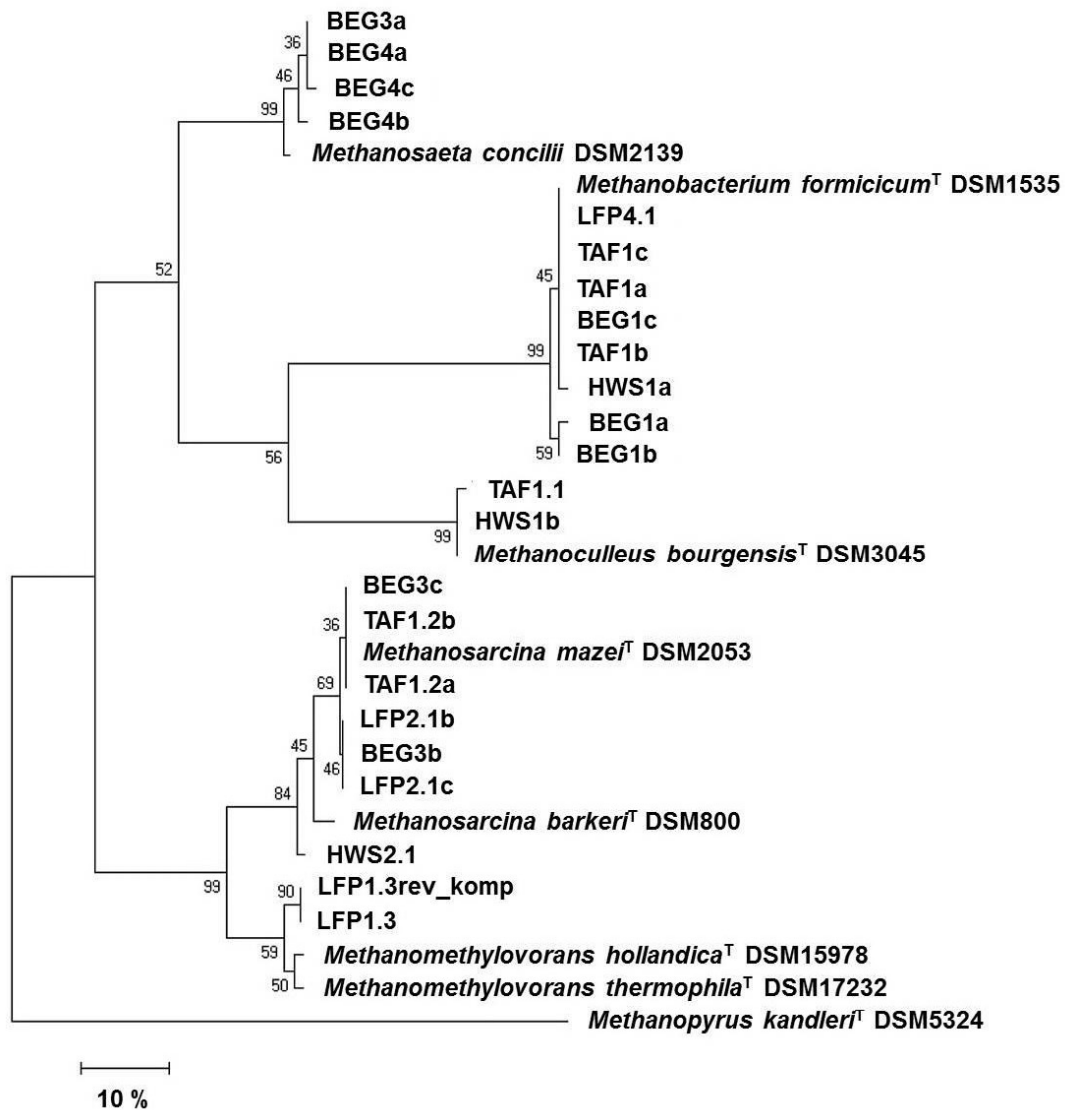 BEG3a
36
BEG4a
46
BEG4c
99
BEG4b
Methanosaeta concilii DSM2139
Methanobacterium formicicumᵀ DSM1535
LFP4.1
TAF1c
52
45
TAF1a
BEG1c
99
TAF1b
HWS1a
BEG1a
59
BEG1b
56
TAF1.1
HWS1b
99
Methanoculleus bourgensisᵀ DSM3045
BEG3c
36
TAF1.2b
Methanosarcina mazeiᵀ DSM2053
69
TAF1.2a
LFP2.1b
45
BEG3b
46
LFP2.1c
84
Methanosarcina barkeriᵀ DSM800
HWS2.1
99
90
LFP1.3rev_komp
LFP1.3
59
Methanomethylovorans hollandicaᵀ DSM15978
50
Methanomethylovorans thermophilaᵀ DSM17232
Methanopyrus kandleriᵀ DSM5324
10 %